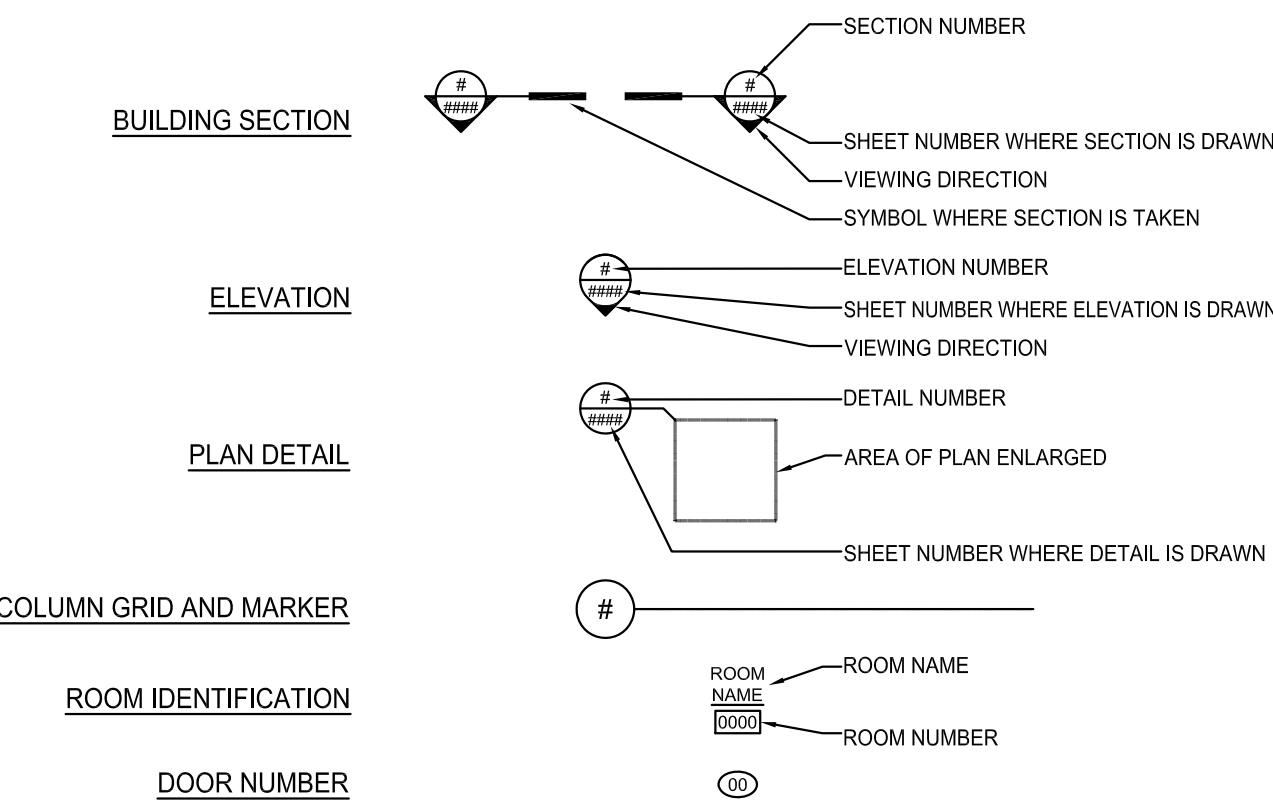 SECTION NUMBER
# #
#### ####
BUILDING SECTION
SHEET NUMBER WHERE SECTION IS DRAWN
VIEWING DIRECTION
SYMBOL WHERE SECTION IS TAKEN
# ELEVATION NUMBER
####
ELEVATION
SHEET NUMBER WHERE ELEVATION IS DRAWN
VIEWING DIRECTION
# DETAIL NUMBER
####
PLAN DETAIL
AREA OF PLAN ENLARGED
SHEET NUMBER WHERE DETAIL IS DRAWN
COLUMN GRID AND MARKER #
ROOM IDENTIFICATION
ROOM
NAME
0000
ROOM NAME
ROOM NUMBER
DOOR NUMBER 00